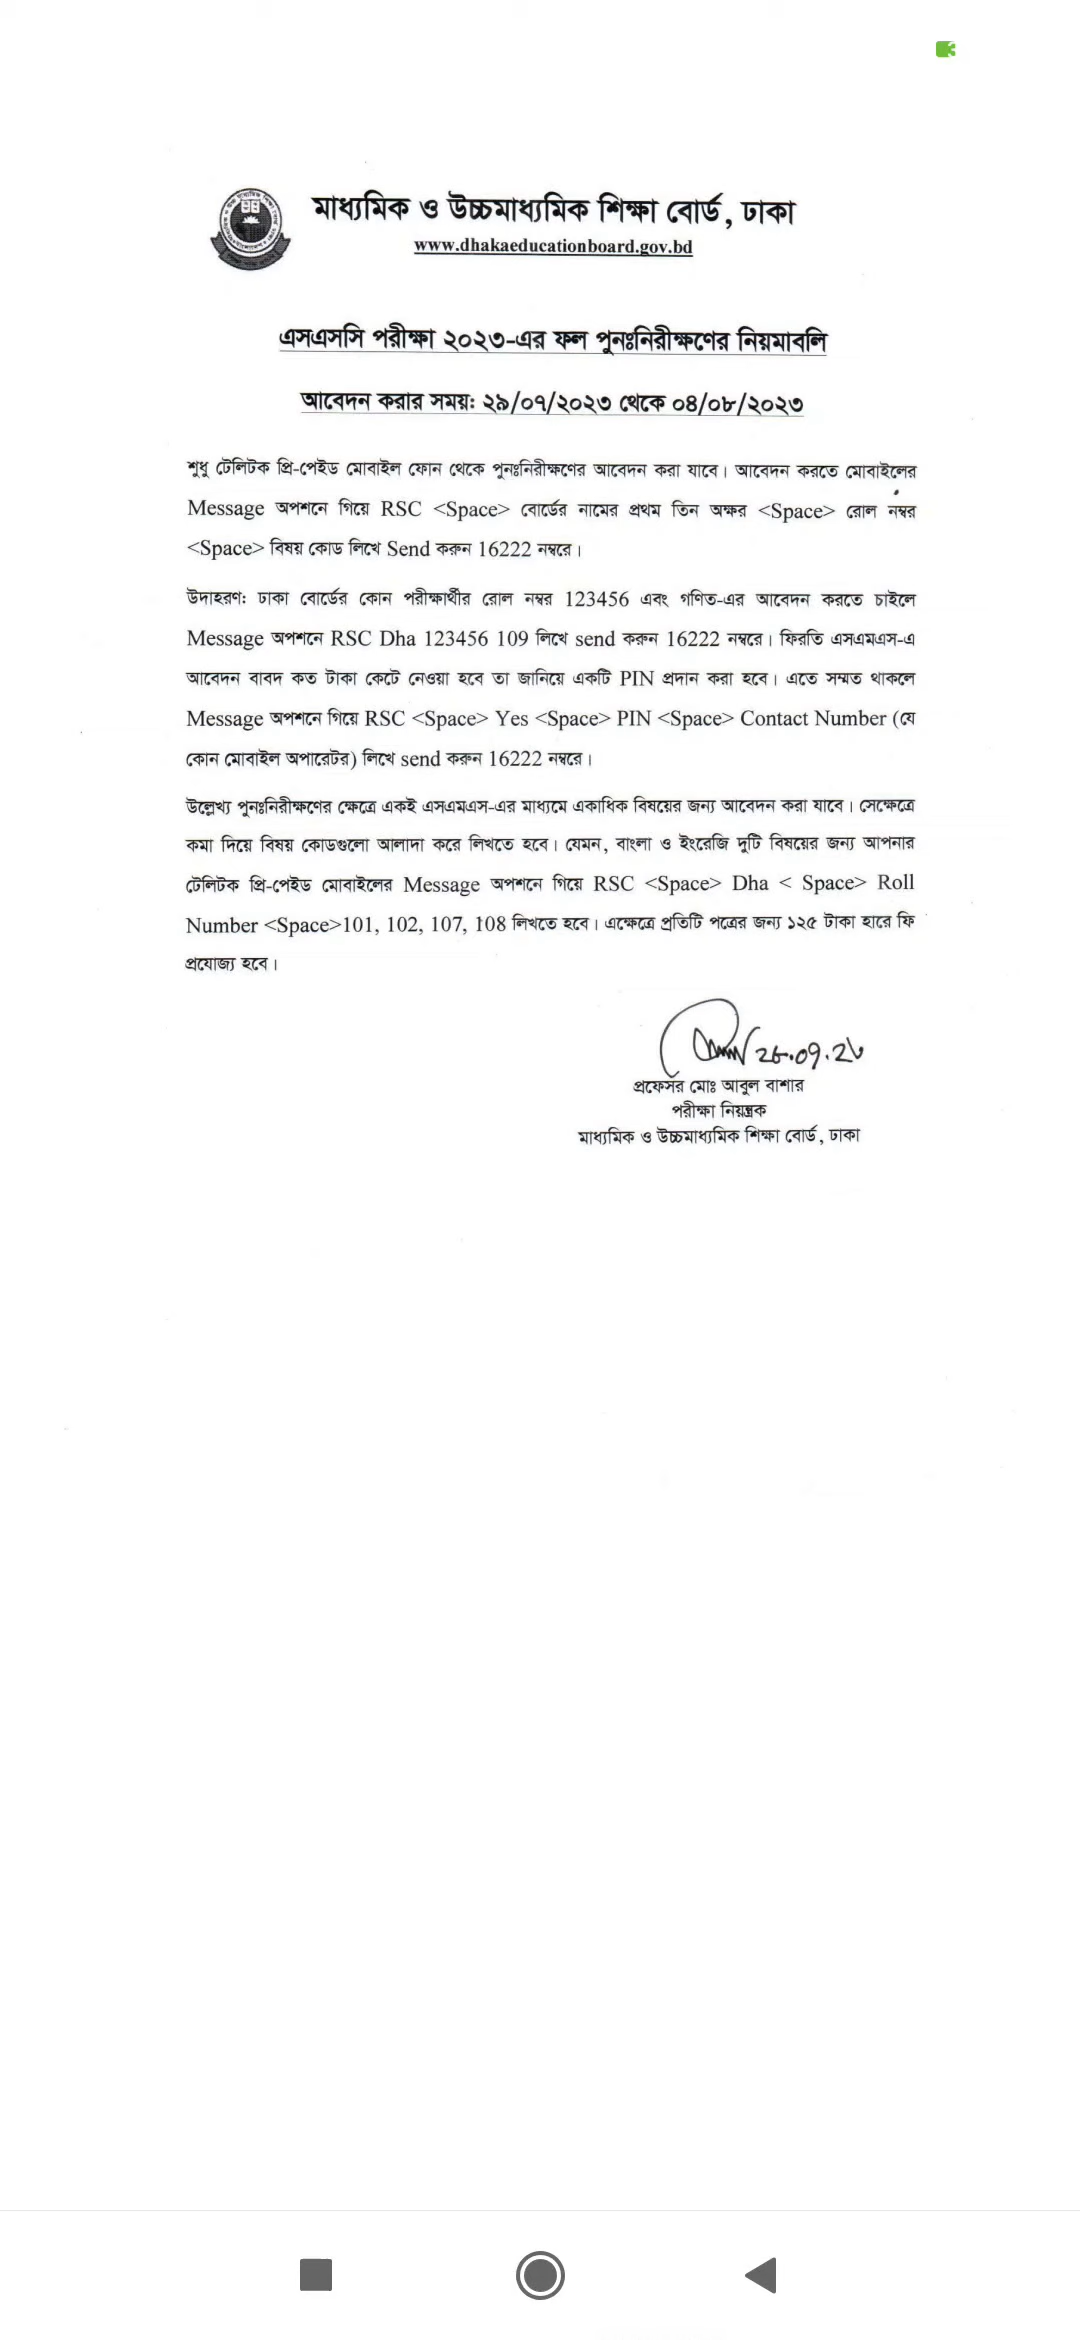 মাধ্যমিক ও উচ্চমাধ্যমিক শিক্ষা বোর্ড, ঢাকা
www.dhakaeducationboard.gov.bd
এসএসসি পরীক্ষা ২০২৩-এর ফল পুনঃনিরীক্ষণের নিয়মাবলি
আবেদন করার সময়ঃ ২৯/০৭/২০২৩ থেকে ০৪/০৮/২০২৩
শুধু টেলিটক প্রি-পেইড মোবাইল ফোন থেকে পুনঃনিরীক্ষণের আবেদন করা যাবে। আবেদন করতে মোবাইলের
Message অপশনে গিয়ে RSC <Space> বোর্ডের নামের প্রথম তিন অক্ষর <Space> রোল নম্বর
<Space> বিষয় কোড লিখে Send করুন 16222 নম্বরে।
উদাহরণঃ ঢাকা বোর্ডের কোন পরীক্ষার্থীর রোল নম্বর 123456 এবং গণিত-এর আবেদন করতে চাইলে
Message অপশনে RSC Dha 123456 109 লিখে send করুন 16222 নম্বরে। ফিরতি এসএমএস-এ
আবেদন বাবদ কত টাকা কেটে নেওয়া হবে তা জানিয়ে একটি PIN প্রদান করা হবে। এতে সম্মত থাকলে
Message অপশনে গিয়ে RSC <Space> Yes <Space> PIN <Space> Contact Number (যে
কোন মোবাইল অপারেটর) লিখে send করুন 16222 নম্বরে।
উল্লেখ্য পুনঃনিরীক্ষণের ক্ষেত্রে একই এসএমএস-এর মাধ্যমে একাধিক বিষয়ের জন্য আবেদন করা যাবে। সেক্ষেত্রে
কমা দিয়ে বিষয় কোডগুলো আলাদা করে লিখতে হবে। যেমন, বাংলা ও ইংরেজি দুটি বিষয়ের জন্য আপনার
টেলিটক প্রি-পেইড মোবাইলের Message অপশনে গিয়ে RSC <Space> Dha < Space> Roll
Number <Space>101, 102, 107, 108 লিখতে হবে। এক্ষেত্রে প্রতিটি পত্রের জন্য ১২৫ টাকা হারে ফি
প্রযোজ্য হবে।
প্রফেসর মোঃ আবুল বাশার
পরীক্ষা নিয়ন্ত্রক
মাধ্যমিক ও উচ্চমাধ্যমিক শিক্ষা বোর্ড, ঢাকা